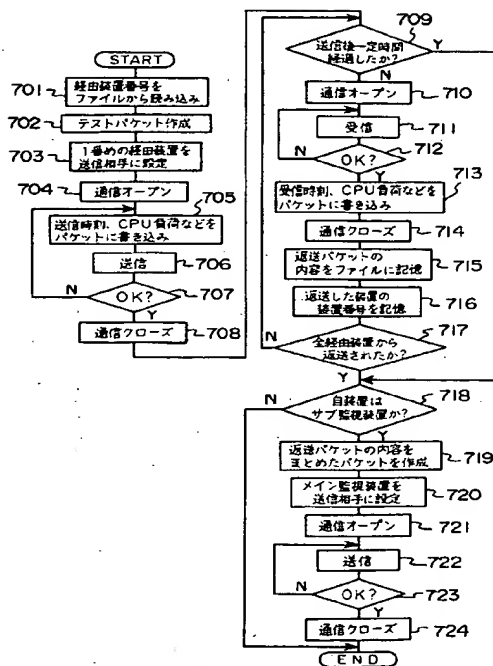 START
701
経由装置番号を
ファイルから読み込み
702
テストパケット作成
703
1番めの経由装置を
送信相手に設定
704
通信オープン
705
送信時刻、CPU負荷などを
パケットに書き込み
送信
706
N
OK?
707
Y
通信クローズ
708
709
送信後一定時間
経過したか?
Y
N
通信オープン
710
受信
711
N
OK?
712
Y
713
受信時刻、CPU負荷などを
パケットに書き込み
通信クローズ
714
返送パケットの
内容をファイルに記憶
715
返送した装置の
装置番号を記憶
716
717
全経由装置から
返送されたか?
N
Y
N
自装置は
サブ監視装置か?
718
Y
返送パケットの内容を
まとめたパケットを作成
719
メイン監視装置を
送信相手に設定
720
通信オープン
721
送信
722
N
OK?
723
Y
通信クローズ
724
END